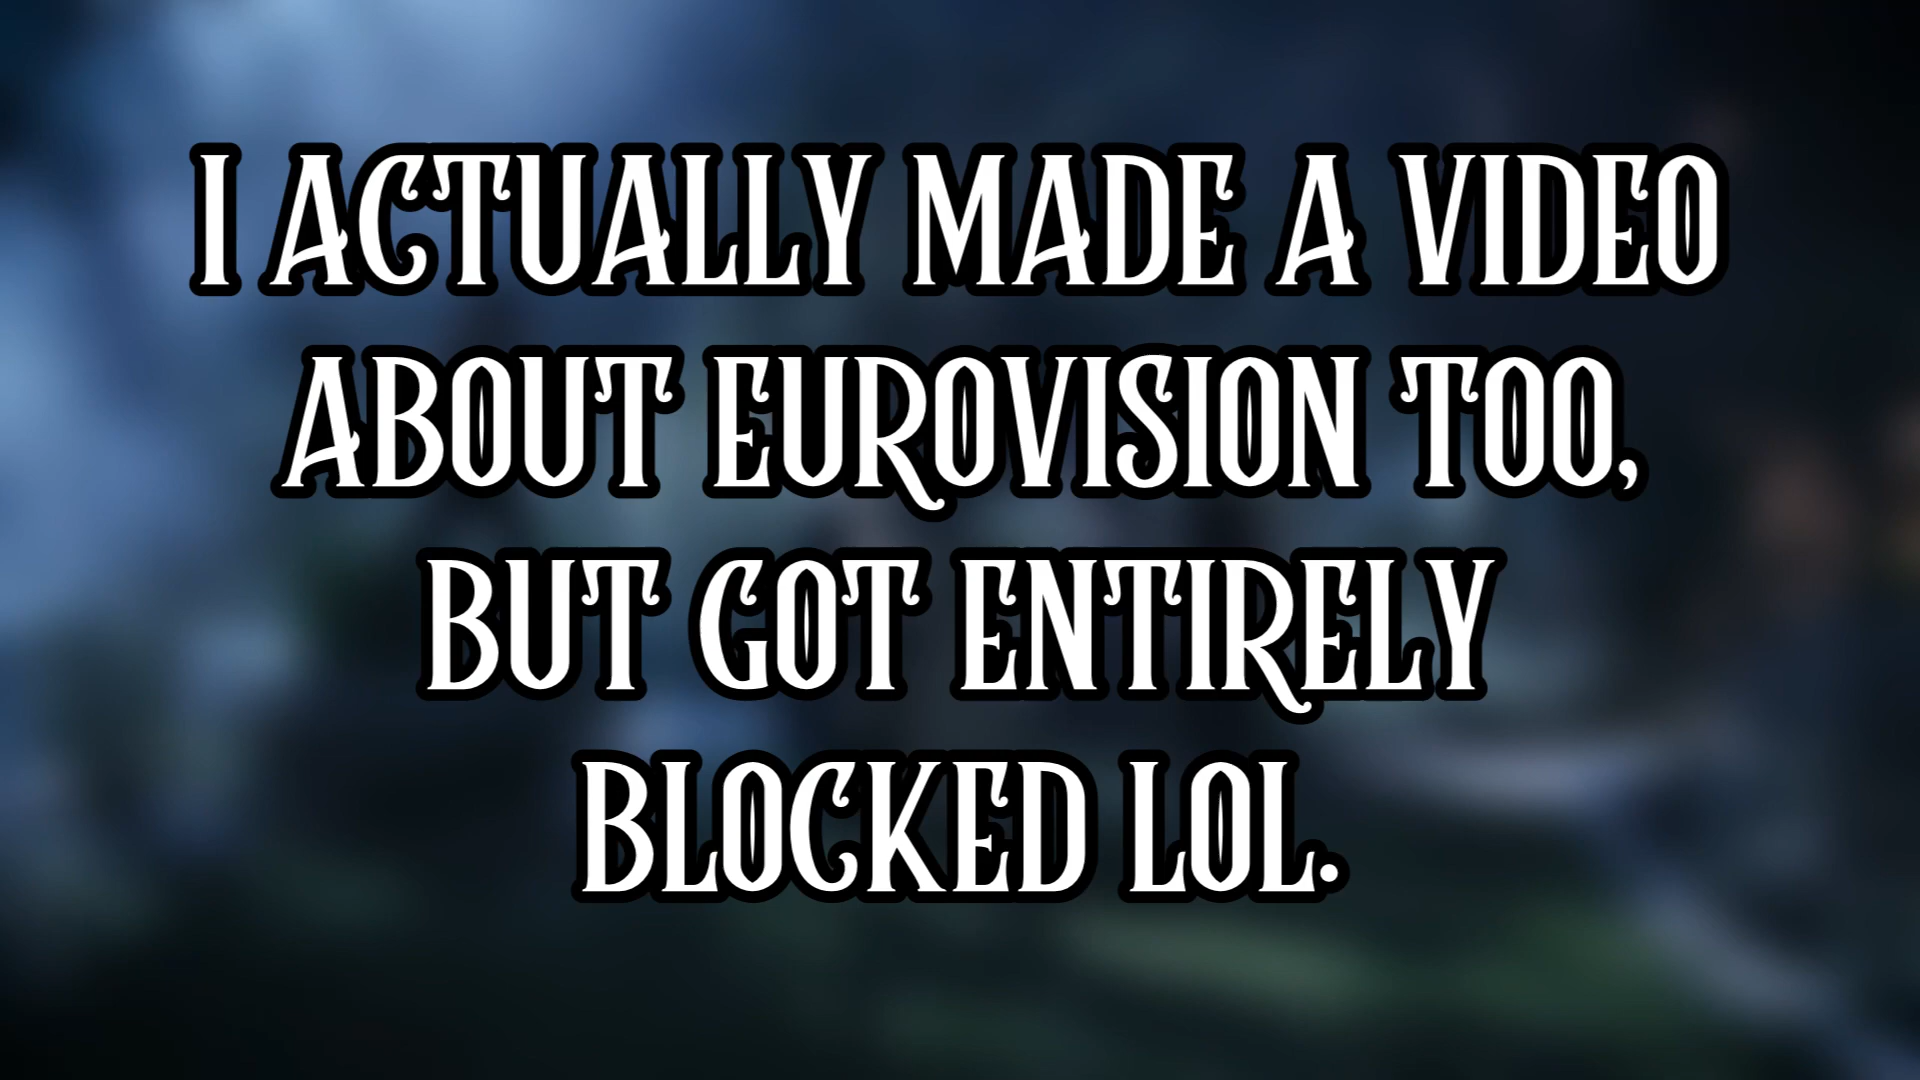 I ACTUALLY MADE A VIDEO
ABOUT EUROVISION TOO,
BUT GOT ENTIRELY
BLOCKED LOL.